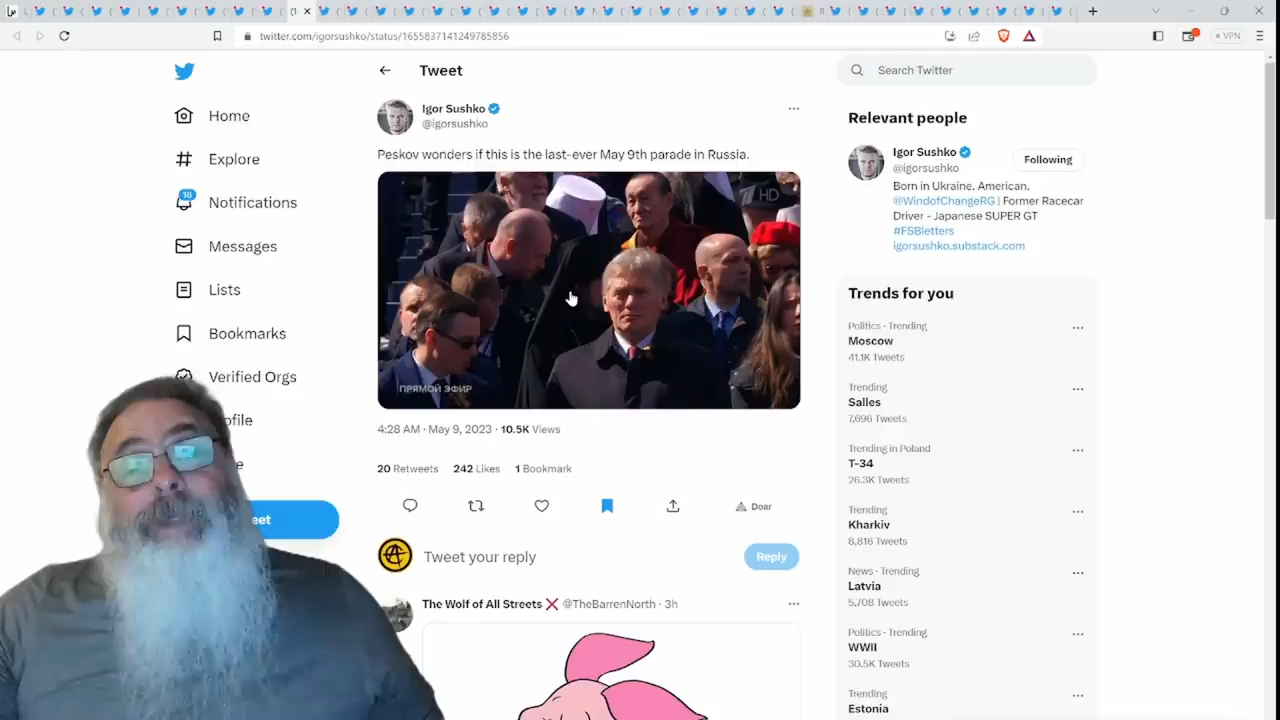 twitter.com/igorsushko/status/1655837141249785856
VPN
Home
Explore
16
Notifications
Messages
Lists
Bookmarks
Verified Orgs
ofile
e
eet
Tweet
Igor Sushko
@igorsushko
Peskov wonders if this is the last-ever May 9th parade in Russia.
HD
ПРЯМОЙ ЭФИР
4:28 AM · May 9, 2023 · 10.5K Views
20 Retweets 242 Likes 1 Bookmark
Doar
Tweet your reply
Reply
The Wolf of All Streets @TheBarrenNorth · 3h
Search Twitter
Relevant people
Igor Sushko
@igorsushko
Following
Born in Ukraine. American.
@WindofChangeRG | Former Racecar
Driver - Japanese SUPER GT
#FSBletters
igorsushko.substack.com
Trends for you
Politics · Trending
Moscow
41.1K Tweets
Trending
Salles
7,696 Tweets
Trending in Poland
T-34
26.3K Tweets
Trending
Kharkiv
8,816 Tweets
News · Trending
Latvia
5,708 Tweets
Politics · Trending
WWII
30.5K Tweets
Trending
Estonia